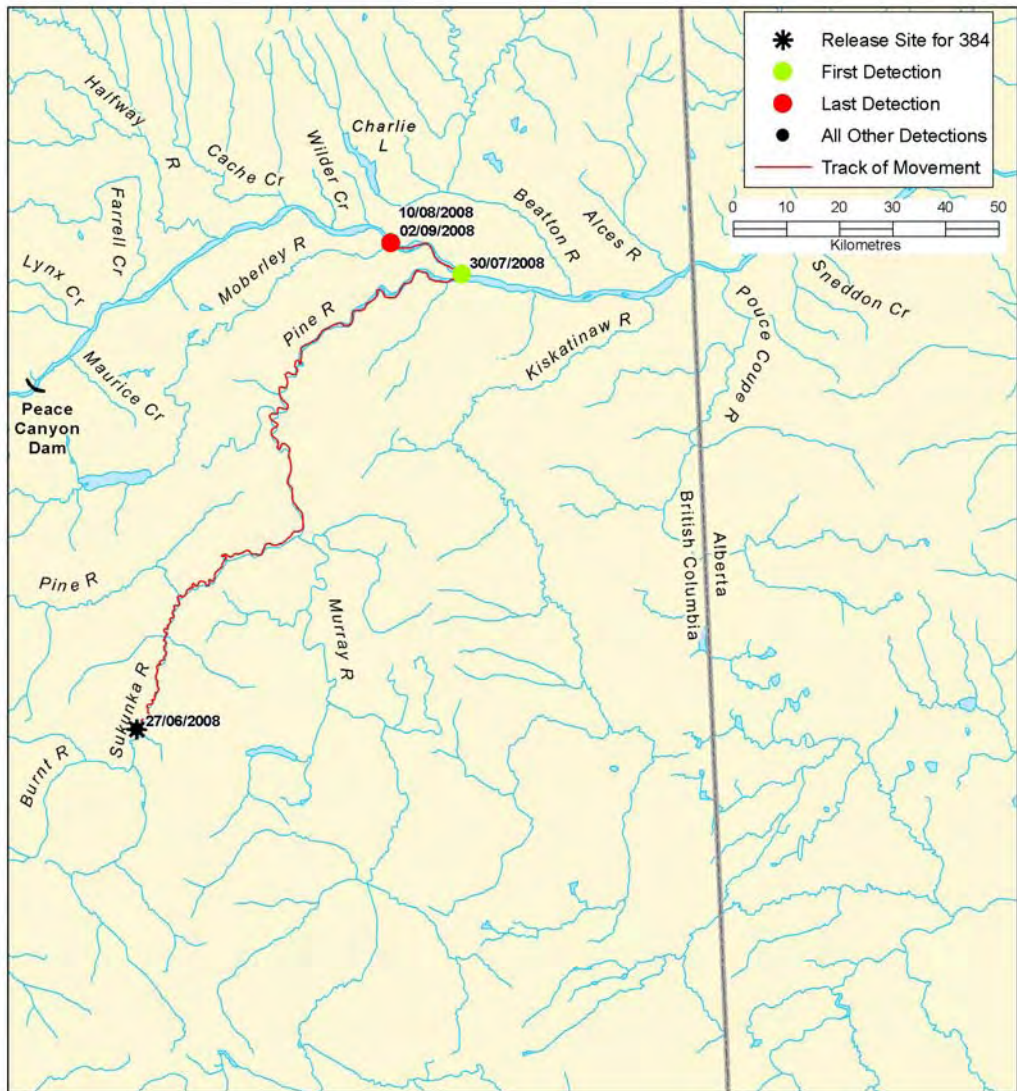 Release Site for 384
First Detection
Last Detection
All Other Detections
Track of Movement
0 10 20 30 40 50
Kilometres
Halfway
R
Cache Cr
Wilder Cr
Charlie
L
Farrell Cr
Lynx Cr
Moberley R
10/08/2008
02/09/2008
30/07/2008
Beatton R
Alces R
Sneddon Cr
Pouce Coupe R
Kiskatinaw R
Pine R
Maurice Cr
Peace
Canyon
Dam
British Columbia
Alberta
Pine R
Murray R
Sukunka R
27/06/2008
Burnt R